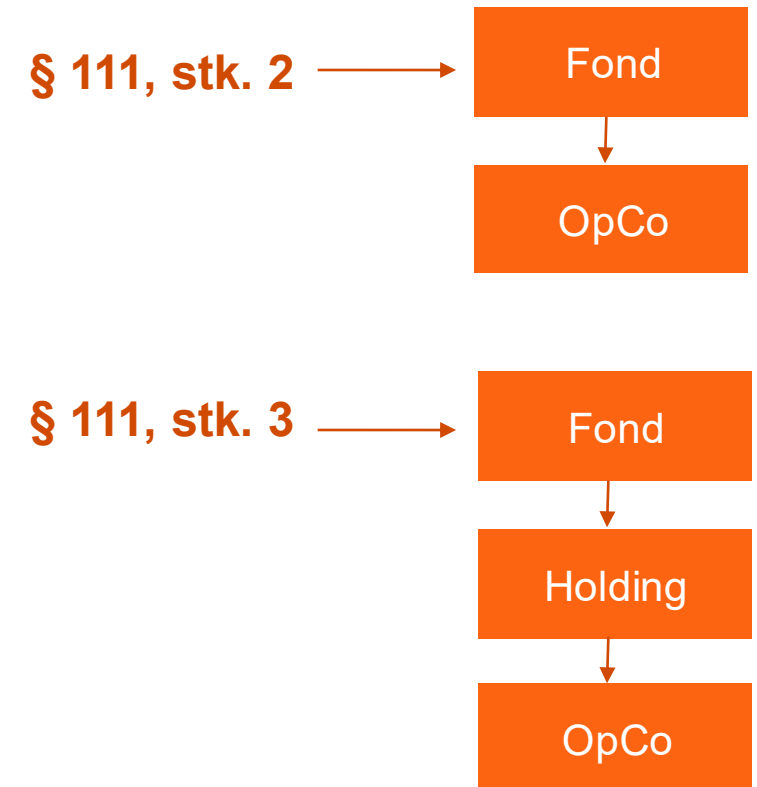 § 111, stk. 2
Fond
OpCo
§ 111, stk. 3
Fond
Holding
OpCo